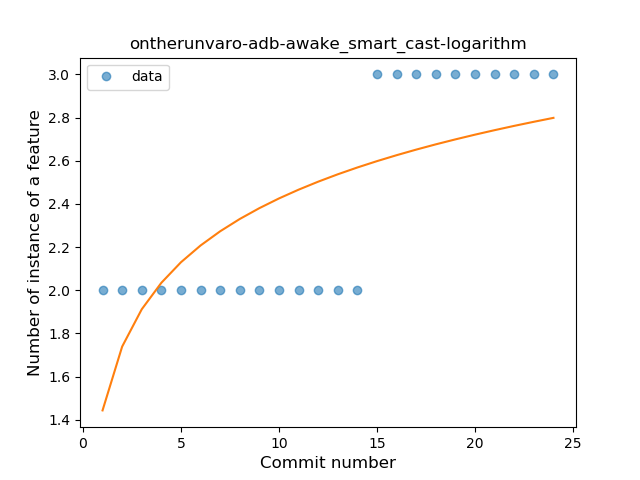 ontherunvaro-adb-awake_smart_cast-logarithm
data
Number of instance of a feature
3.0
2.8
2.6
2.4
2.2
2.0
1.8
1.6
1.4
0 5 10 15 20 25
Commit number